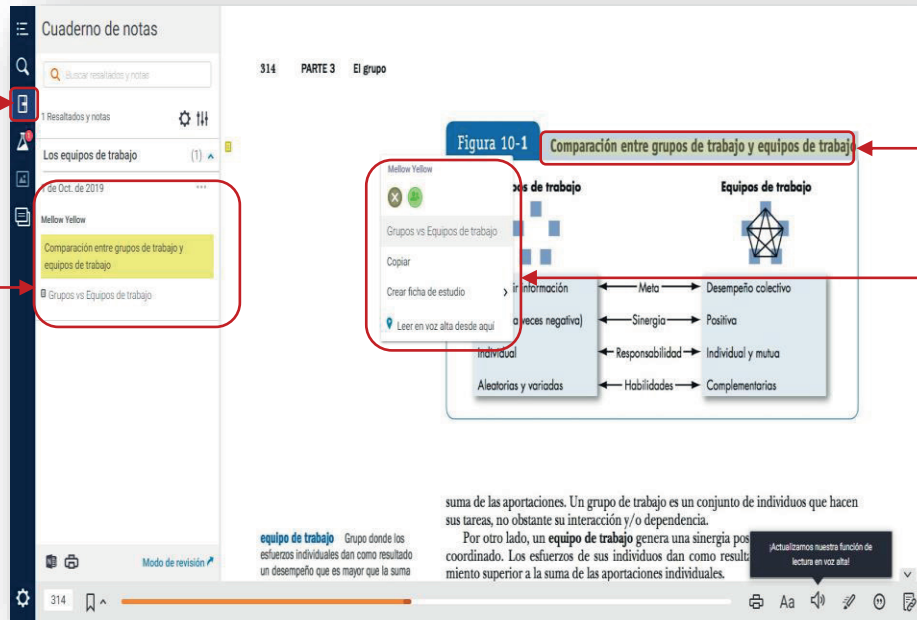 Cuaderno de notas
Buscar resaltados y notas
1 Resaltados y notas
Los equipos de trabajo (1)
de Oct. de 2019
Mellow Yellow
Comparación entre grupos de trabajo y
equipos de trabajo
Grupos vs Equipos de trabajo
Modo de revisión
314 PARTE 3 El grupo
Figura 10-1 Comparación entre grupos de trabajo y equipos de trabajo
Mellow Yellow
Grupos vs Equipos de trabajo
Copiar
Crear ficha de estudio
Leer en voz alta desde aquí
os de trabajo Equipos de trabajo
ir información Meta Desempeño colectivo
a veces negativa) Sinergia Positiva
Individual Responsabilidad Individual y mutua
Aleatorias y variadas Habilidades Complementarias
suma de las aportaciones. Un grupo de trabajo es un conjunto de individuos que hacen
sus tareas, no obstante su interacción y/o dependencia.
Por otro lado, un equipo de trabajo genera una sinergia pos
coordinado. Los esfuerzos de sus individuos dan como resulta
miento superior a la suma de las aportaciones individuales.
equipo de trabajo Grupo donde los
esfuerzos individuales dan como resultado
un desempeño que es mayor que la suma
¡Actualizamos nuestra función de
lectura en voz alta!
314
Aa